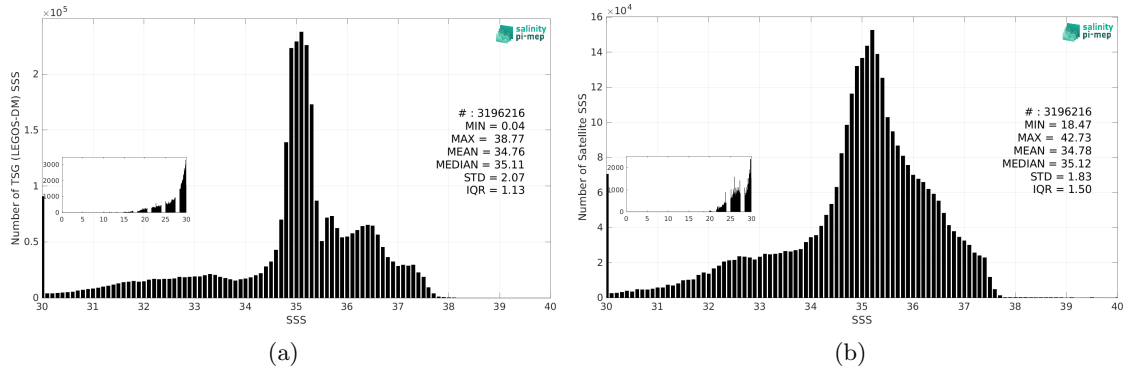 ×10^5
salinity
pi-mep
2
1.5
1
0.5
0
Number of TSG (LEGOS-DM) SSS
# : 3196216
MIN = 0.04
MAX = 38.77
MEAN = 34.76
MEDIAN = 35.11
STD = 2.07
IQR = 1.13
3000
2000
1000
0
0 5 10 15 20 25 30
30 31 32 33 34 35 36 37 38 39 40
SSS
(a)
×10^4
salinity
pi-mep
16
14
12
10
8
6
4
2
0
Number of Satellite SSS
# : 3196216
MIN = 18.47
MAX = 42.73
MEAN = 34.78
MEDIAN = 35.12
STD = 1.83
IQR = 1.50
2000
1000
0
0 5 10 15 20 25 30
30 31 32 33 34 35 36 37 38 39 40
SSS
(b)